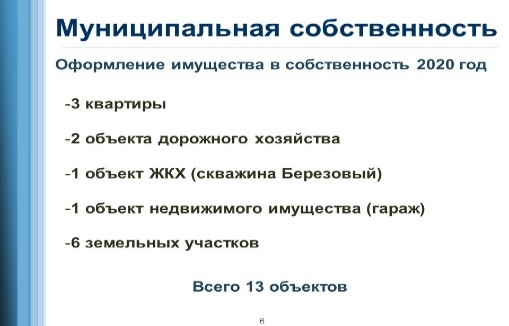 Муниципальная собственность
Оформление имущества в собственность 2020 год
-3 квартиры
-2 объекта дорожного хозяйства
-1 объект ЖКХ (скважина Березовый)
-1 объект недвижимого имущества (гараж)
-6 земельных участков
Всего 13 объектов
6